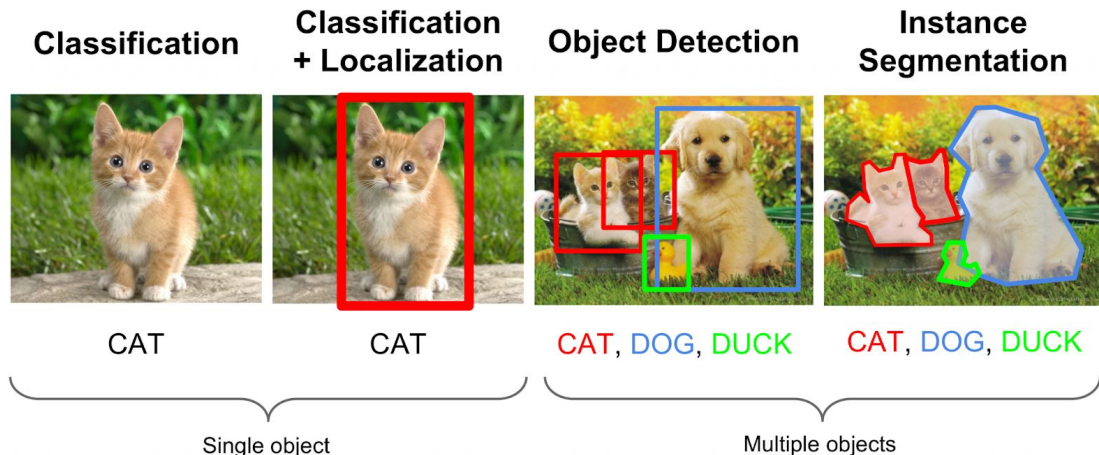 Classification
Classification
+ Localization
Object Detection
Instance
Segmentation
CAT
CAT
CAT, DOG, DUCK
CAT, DOG, DUCK
Single object
Multiple objects